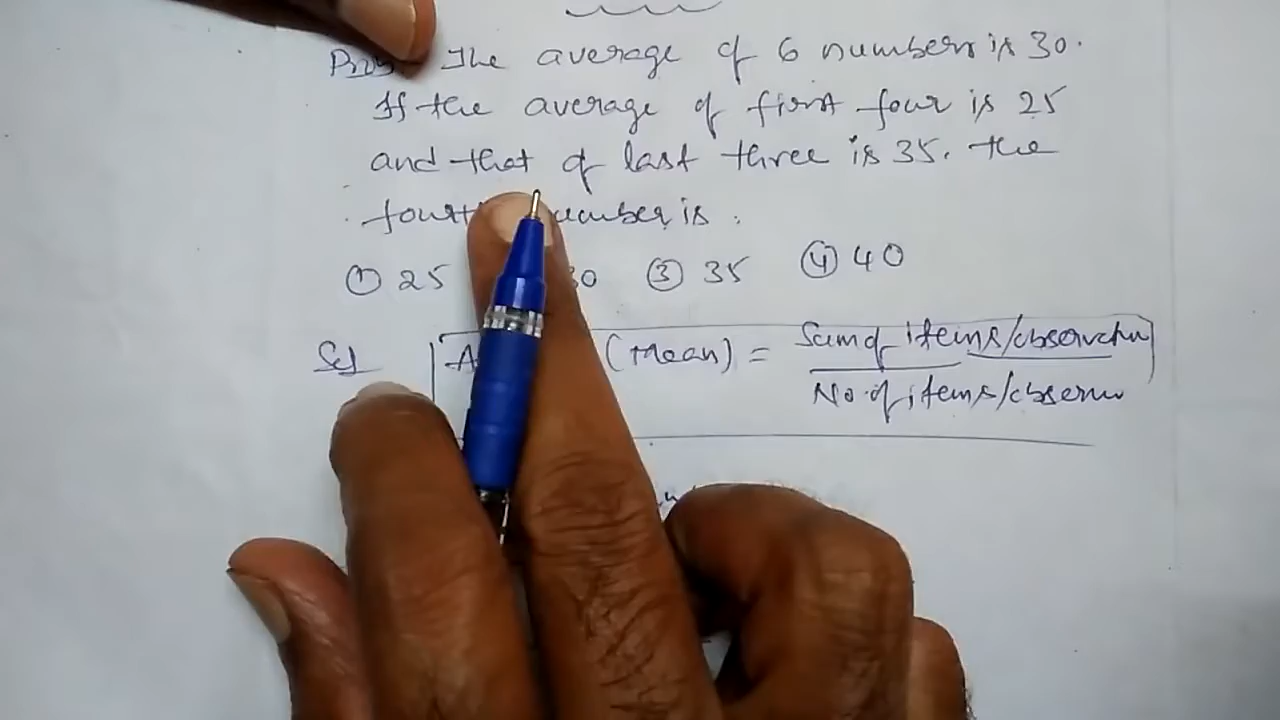 The average of 6 numbers is 30.
If the average of first four is 25
and that of last three is 35. the
number is .
① 25 30 ③ 35 ④ 40
Sol
(Mean) = Sum of items/observation
No. of items/observ